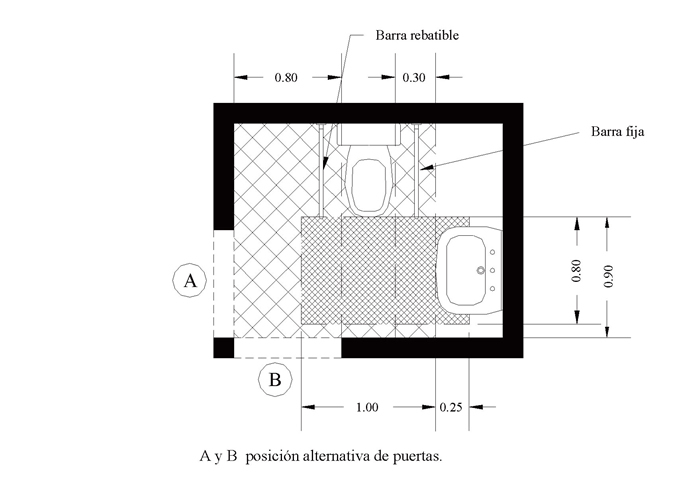 Barra rebatible
0.80
0.30
Barra fija
A
0.80
0.90
B
1.00
0.25
A y B posición alternativa de puertas.